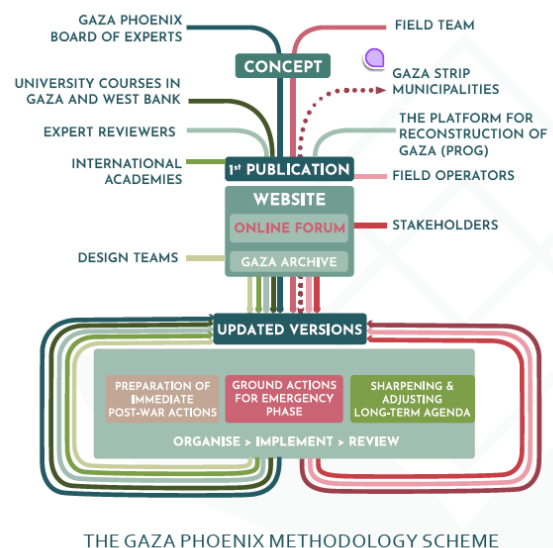 GAZA PHOENIX
BOARD OF EXPERTS
FIELD TEAM
CONCEPT
GAZA STRIP
MUNICIPALITIES
UNIVERSITY COURSES IN
GAZA AND WEST BANK
EXPERT REVIEWERS
THE PLATFORM FOR
RECONSTRUCTION OF
GAZA (PROG)
INTERNATIONAL
ACADEMIES
1st PUBLICATION
FIELD OPERATORS
WEBSITE
ONLINE FORUM
STAKEHOLDERS
DESIGN TEAMS
GAZA ARCHIVE
UPDATED VERSIONS
PREPARATION OF
IMMEDIATE
POST-WAR ACTIONS
GROUND ACTIONS
FOR EMERGENCY
PHASE
SHARPENING &
ADJUSTING
LONG-TERM AGENDA
ORGANISE > IMPLEMENT > REVIEW
THE GAZA PHOENIX METHODOLOGY SCHEME